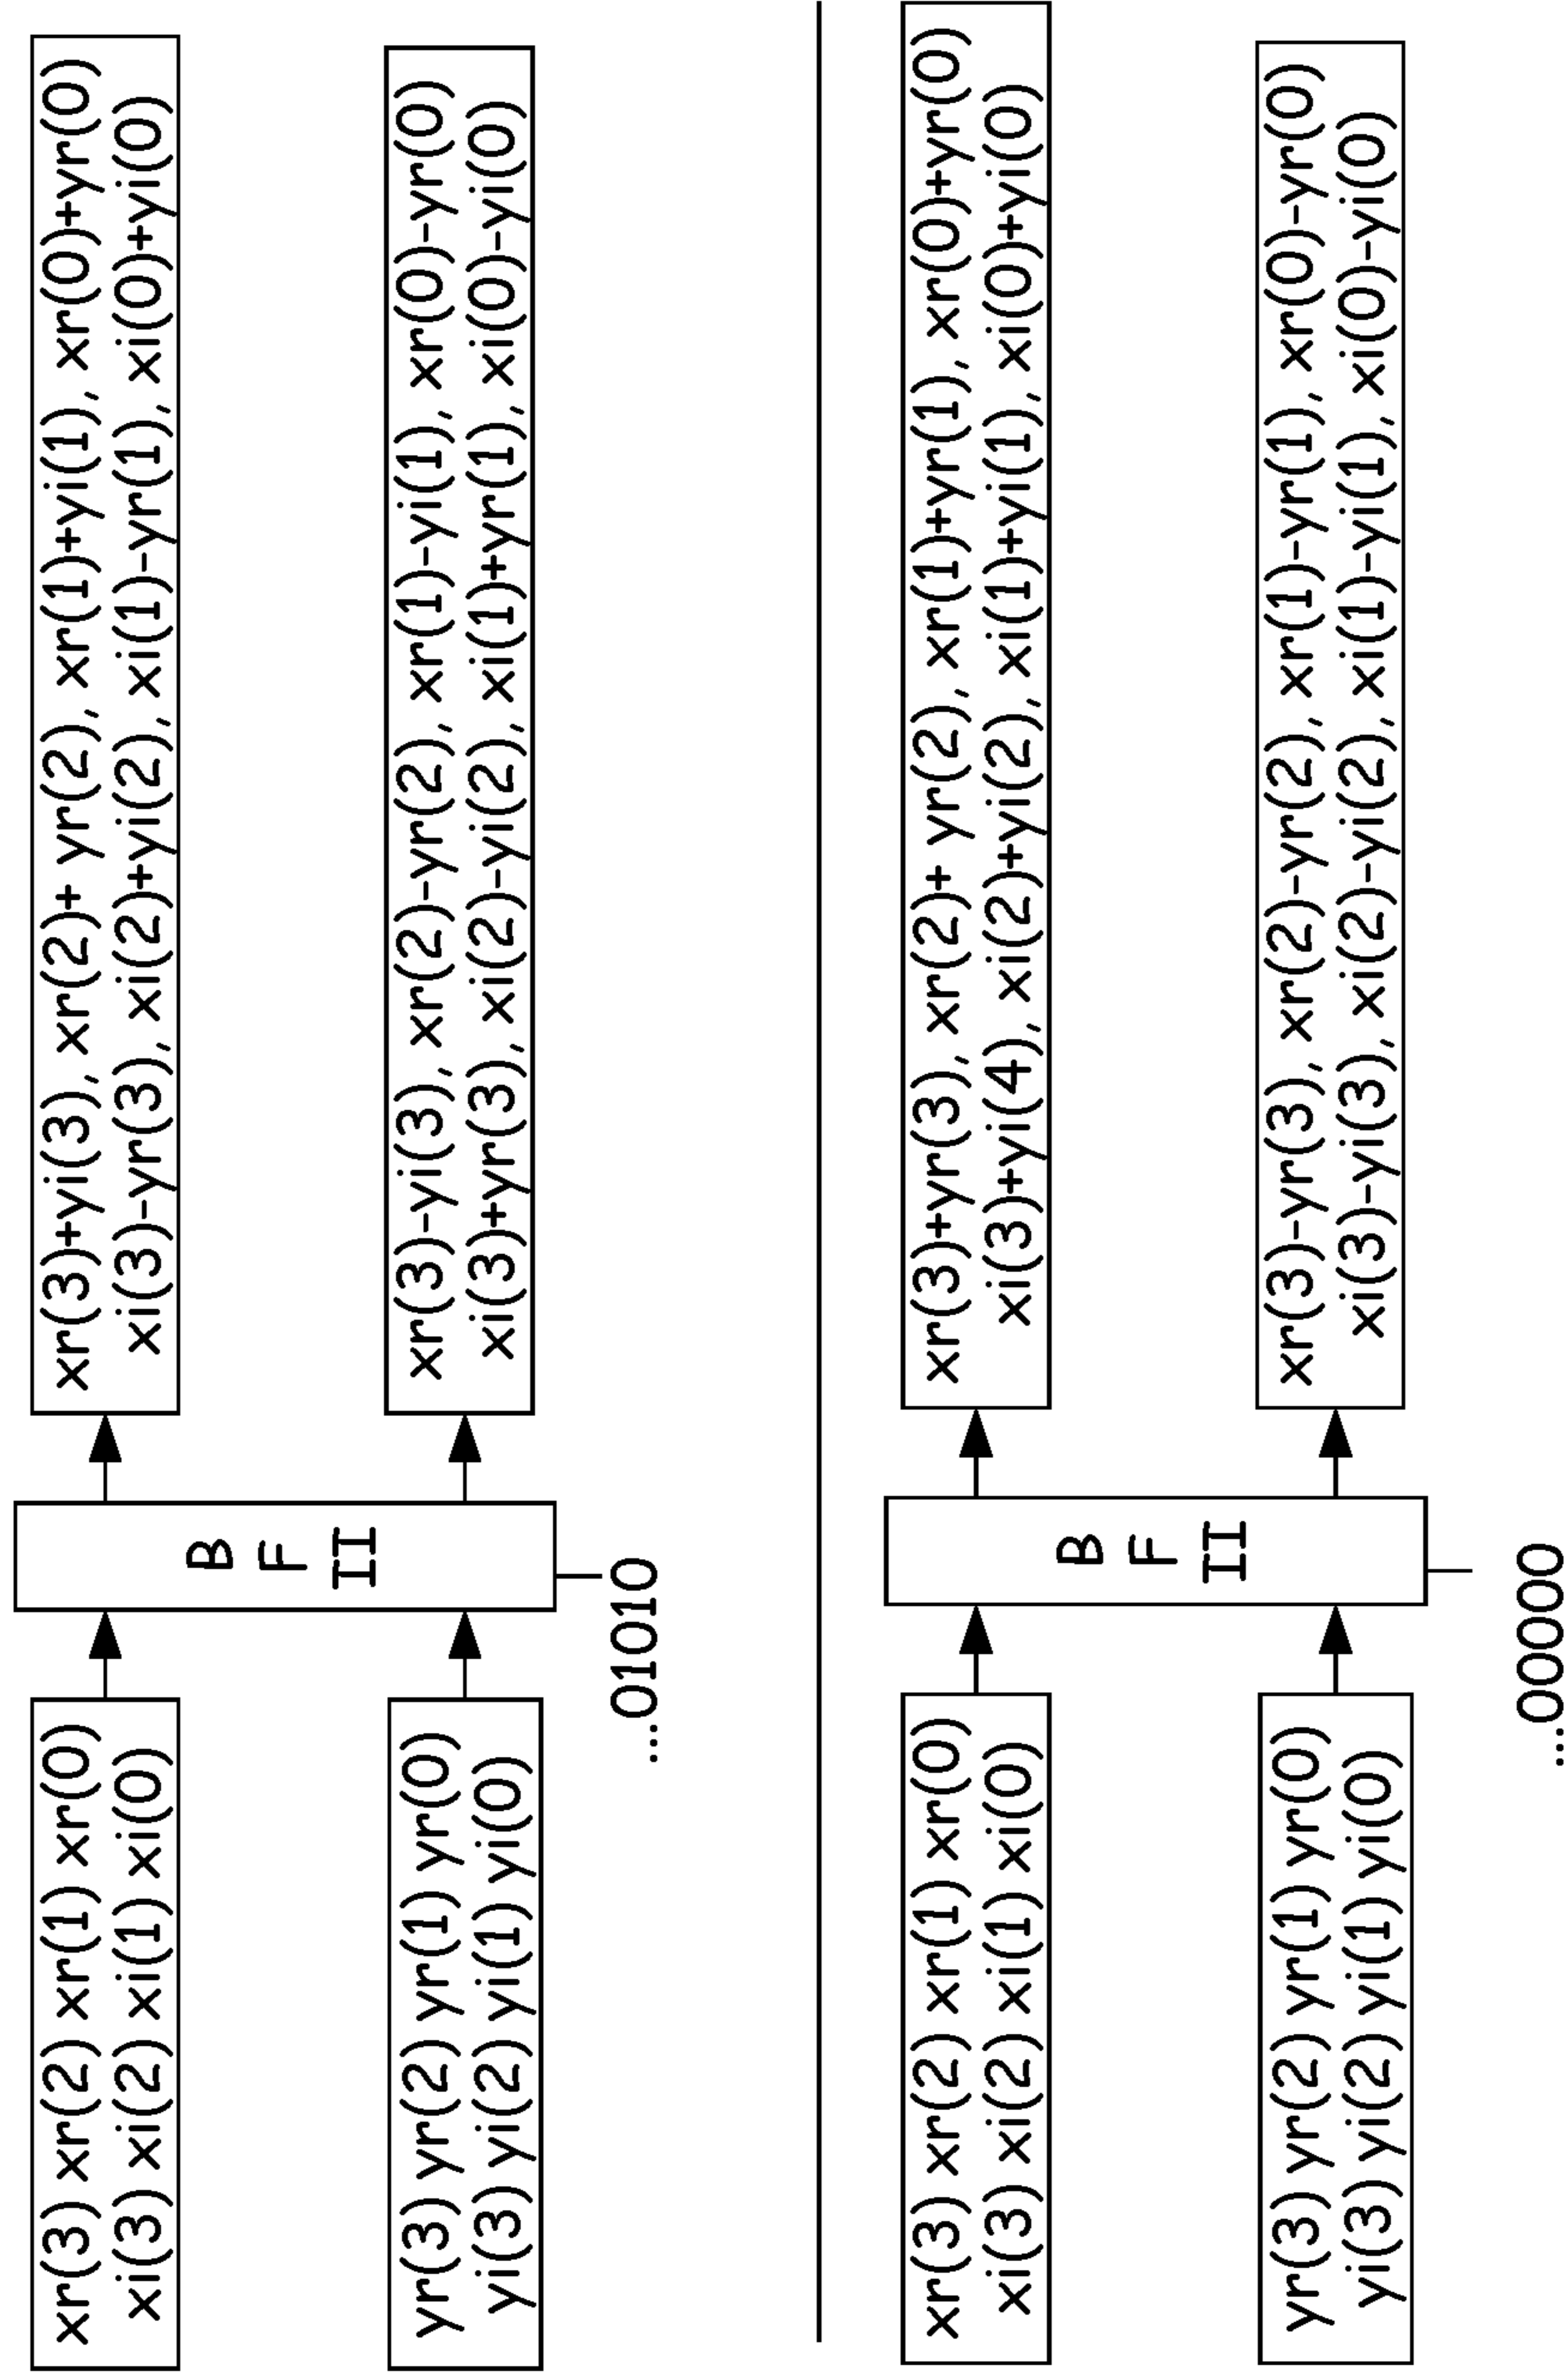 xr(3) xr(2) xr(1) xr(0)
xi(3) xi(2) xi(1) xi(0)
yr(3) yr(2) yr(1) yr(0)
yi(3) yi(2) yi(1) yi(0)
B
F
II
...01010
xr(3)+yi(3), xr(2)+ yr(2), xr(1)+yi(1), xr(0)+yr(0)
xi(3)-yr(3), xi(2)+yi(2), xi(1)-yr(1), xi(0)+yi(0)
xr(3)-yi(3), xr(2)-yr(2), xr(1)-yi(1), xr(0)-yr(0)
xi(3)+yr(3), xi(2)-yi(2), xi(1)+yr(1), xi(0)-yi(0)
xr(3) xr(2) xr(1) xr(0)
xi(3) xi(2) xi(1) xi(0)
yr(3) yr(2) yr(1) yr(0)
yi(3) yi(2) yi(1) yi(0)
B
F
II
...00000
xr(3)+yr(3), xr(2)+ yr(2), xr(1)+yr(1), xr(0)+yr(0)
xi(3)+yi(4), xi(2)+yi(2), xi(1)+yi(1), xi(0)+yi(0)
xr(3)-yr(3), xr(2)-yr(2), xr(1)-yr(1), xr(0)-yr(0)
xi(3)-yi(3), xi(2)-yi(2), xi(1)-yi(1), xi(0)-yi(0)